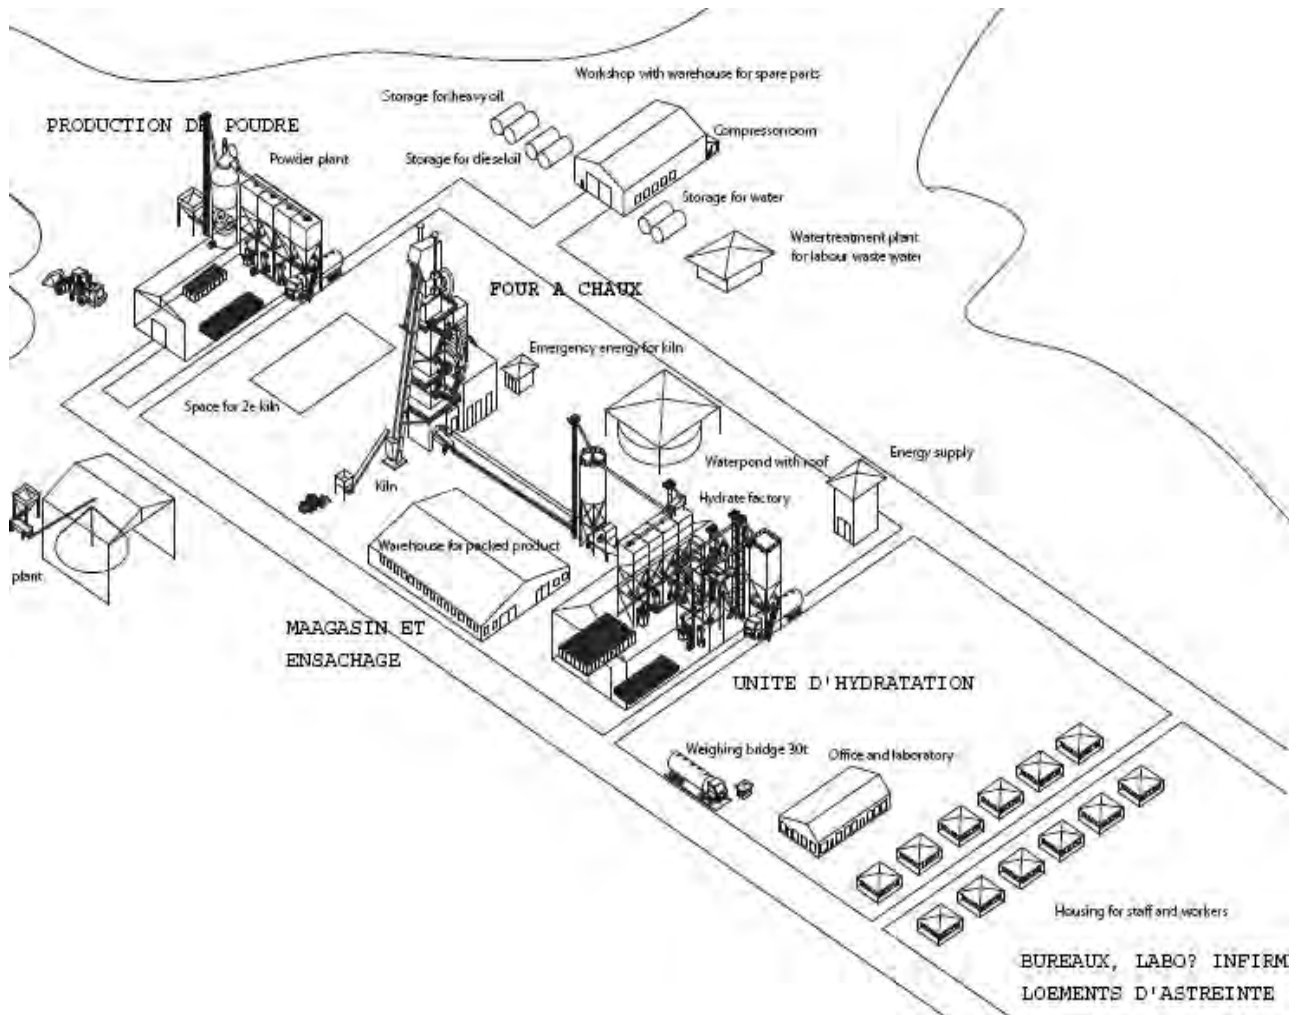 Workshop with warehouse for spare parts
Storage for heavy oil
PRODUCTION DE POUDRE
Compressorroom
Powder plant
Storage for dieseloil
Storage for water
Watertreatment plant
for labour waste water
FOUR A CHAUX
Emergency energy for kiln
Space for 2e kiln
Energy supply
Waterpond with roof
Kiln
Hydrate factory
Warehouse for packed product
plant
MAAGASIN ET
ENSACHAGE
UNITE D'HYDRATATION
Weighing bridge 30t
Office and laboratory
Housing for staff and workers
BUREAUX, LABO? INFIRM
LOEMENTS D'ASTREINTE